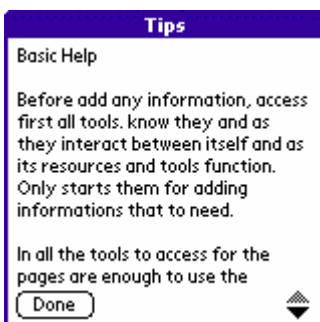 Tips
Basic Help
Before add any information, access
first all tools. know they and as
they interact between itself and as
its resources and tools function.
Only starts them for adding
informations that to need.
In all the tools to access for the
pages are enough to use the
Done